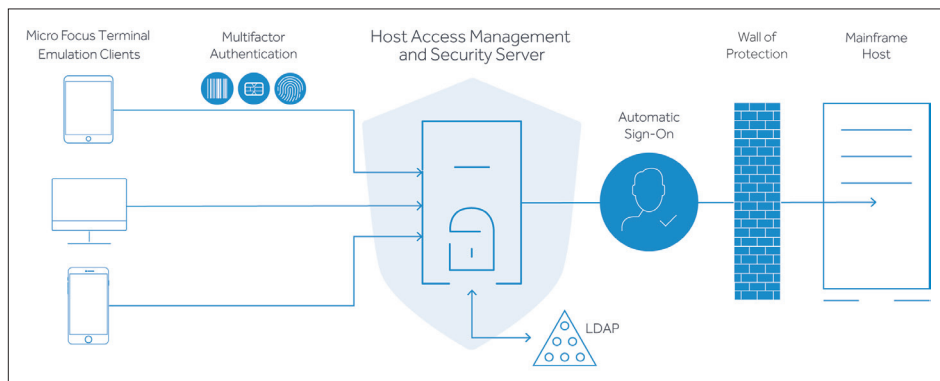 Micro Focus Terminal
Emulation Clients
Multifactor
Authentication
Host Access Management
and Security Server
Wall of
Protection
Mainframe
Host
Automatic
Sign-On
LDAP